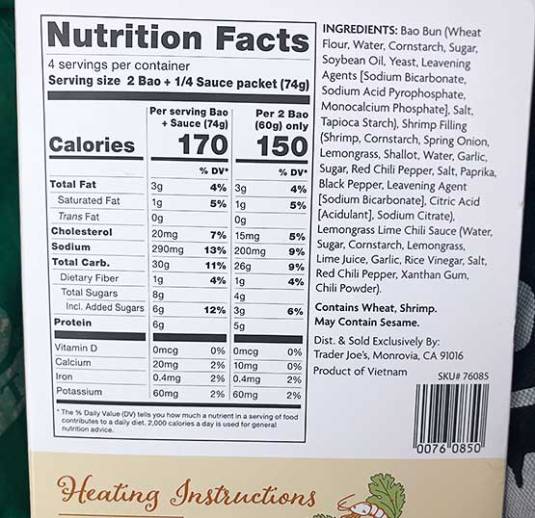 Nutrition Facts
4 servings per container
Serving size 2 Bao + 1/4 Sauce packet (74g)
Per serving Bao + Sauce (74g) Per 2 Bao (60g) only
Calories 170 150
% DV* % DV*
Total Fat 3g 4% 3g 4%
Saturated Fat 1g 5% 1g 5%
Trans Fat 0g 0g
Cholesterol 20mg 7% 15mg 5%
Sodium 290mg 13% 200mg 9%
Total Carb. 30g 11% 26g 9%
Dietary Fiber 1g 4% 1g 4%
Total Sugars 8g 4g
Incl. Added Sugars 6g 12% 3g 6%
Protein 6g 5g
Vitamin D 0mcg 0% 0mcg 0%
Calcium 20mg 2% 10mg 0%
Iron 0.4mg 2% 0.4mg 2%
Potassium 60mg 2% 60mg 2%
* The % Daily Value (DV) tells you how much a nutrient in a serving of food
contributes to a daily diet. 2,000 calories a day is used for general
nutrition advice.
INGREDIENTS: Bao Bun (Wheat
Flour, Water, Cornstarch, Sugar,
Soybean Oil, Yeast, Leavening
Agents [Sodium Bicarbonate,
Sodium Acid Pyrophosphate,
Monocalcium Phosphate], Salt,
Tapioca Starch), Shrimp Filling
(Shrimp, Cornstarch, Spring Onion,
Lemongrass, Shallot, Water, Garlic,
Sugar, Red Chili Pepper, Salt, Paprika,
Black Pepper, Leavening Agent
[Sodium Bicarbonate], Citric Acid
[Acidulant], Sodium Citrate),
Lemongrass Lime Chili Sauce (Water,
Sugar, Cornstarch, Lemongrass,
Lime Juice, Garlic, Rice Vinegar, Salt,
Red Chili Pepper, Xanthan Gum,
Chili Powder).
Contains Wheat, Shrimp.
May Contain Sesame.
Dist. & Sold Exclusively By:
Trader Joe's, Monrovia, CA 91016
Product of Vietnam
SKU# 76085
0076 0850
Heating Instructions